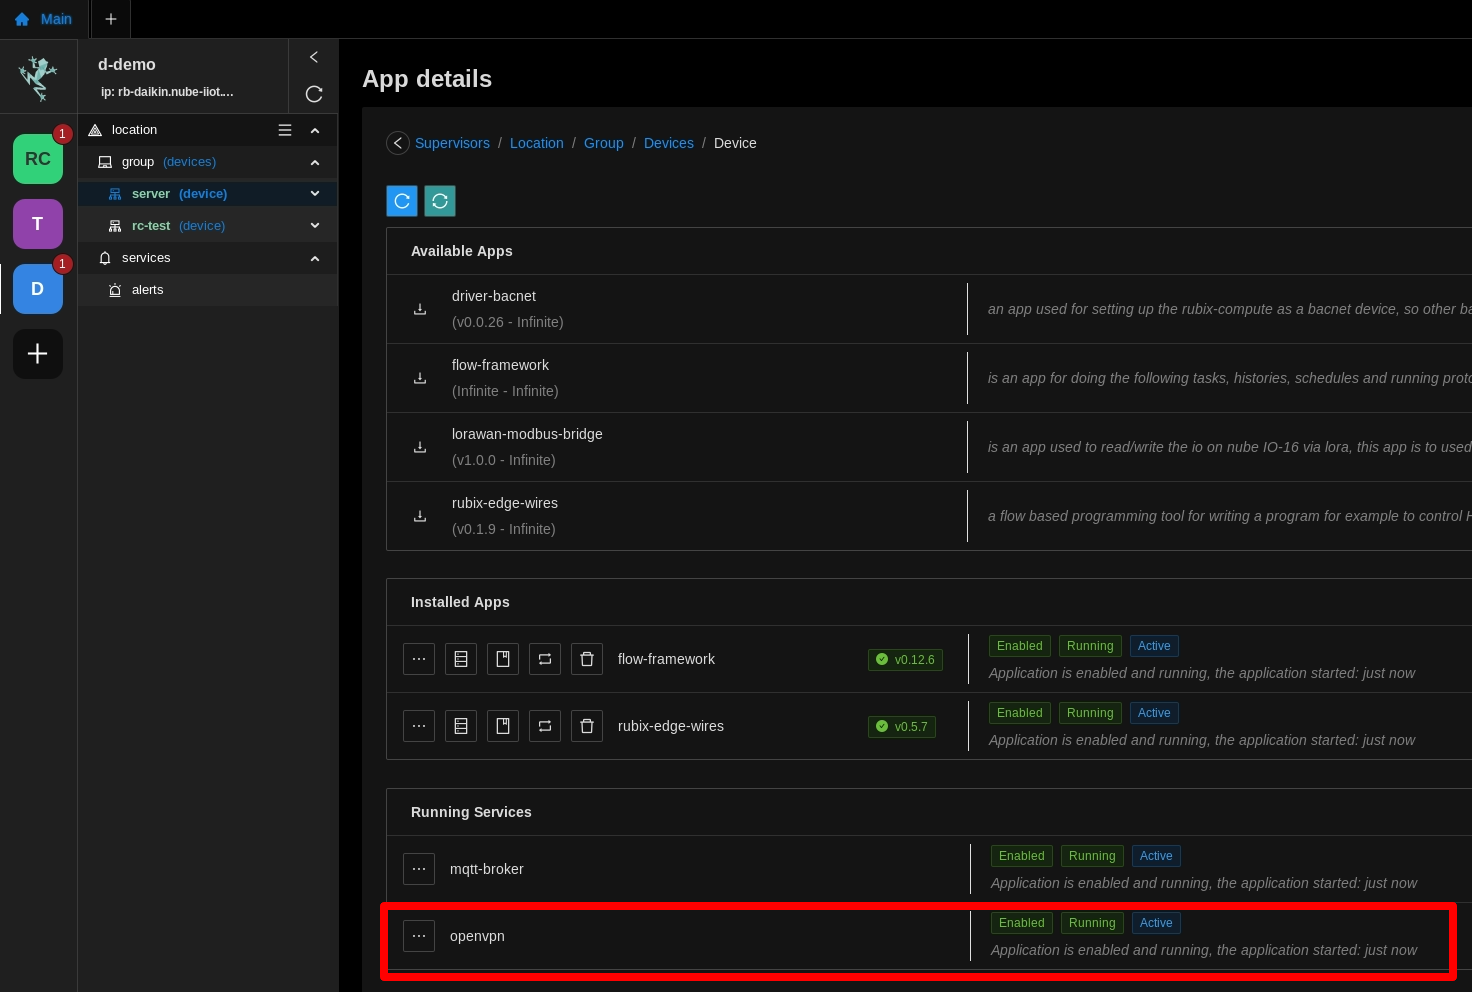 Main
d-demo
ip: rb-daikin.nube-iiot....
RC
1
T
D
1
location
group (devices)
server (device)
rc-test (device)
services
alerts
App details
Supervisors / Location / Group / Devices / Device
Available Apps
driver-bacnet
(v0.0.26 - Infinite)
an app used for setting up the rubix-compute as a bacnet device, so other ba
flow-framework
(Infinite - Infinite)
is an app for doing the following tasks, histories, schedules and running proto
lorawan-modbus-bridge
(v1.0.0 - Infinite)
is an app used to read/write the io on nube IO-16 via lora, this app is to used
rubix-edge-wires
(v0.1.9 - Infinite)
a flow based programming tool for writing a program for example to control H
Installed Apps
flow-framework
v0.12.6
Enabled Running Active
Application is enabled and running, the application started: just now
rubix-edge-wires
v0.5.7
Enabled Running Active
Application is enabled and running, the application started: just now
Running Services
mqtt-broker
Enabled Running Active
Application is enabled and running, the application started: just now
openvpn
Enabled Running Active
Application is enabled and running, the application started: just now